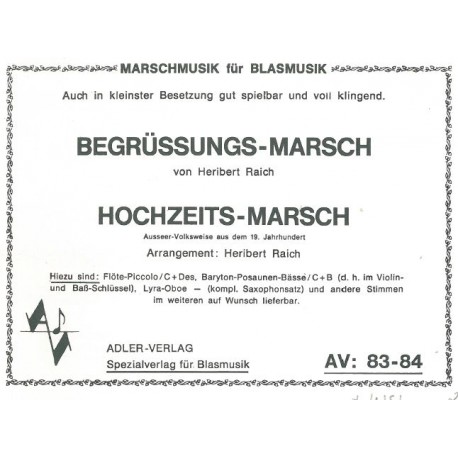 MARSCHMUSIK für BLASMUSIK
Auch in kleinster Besetzung gut spielbar und voll klingend.
BEGRÜSSUNGS-MARSCH
von Heribert Raich
HOCHZEITS-MARSCH
Ausseer-Volksweise aus dem 19. Jahrhundert
Arrangement: Heribert Raich
Hiezu sind: Flöte-Piccolo/C+Des, Baryton-Posaunen-Bässe/C+B (d. h. im Violin-
und Baß-Schlüssel), Lyra-Oboe – (kompl. Saxophonsatz) und andere Stimmen
im weiteren auf Wunsch lieferbar.
AV
ADLER-VERLAG
Spezialverlag für Blasmusik
AV: 83-84